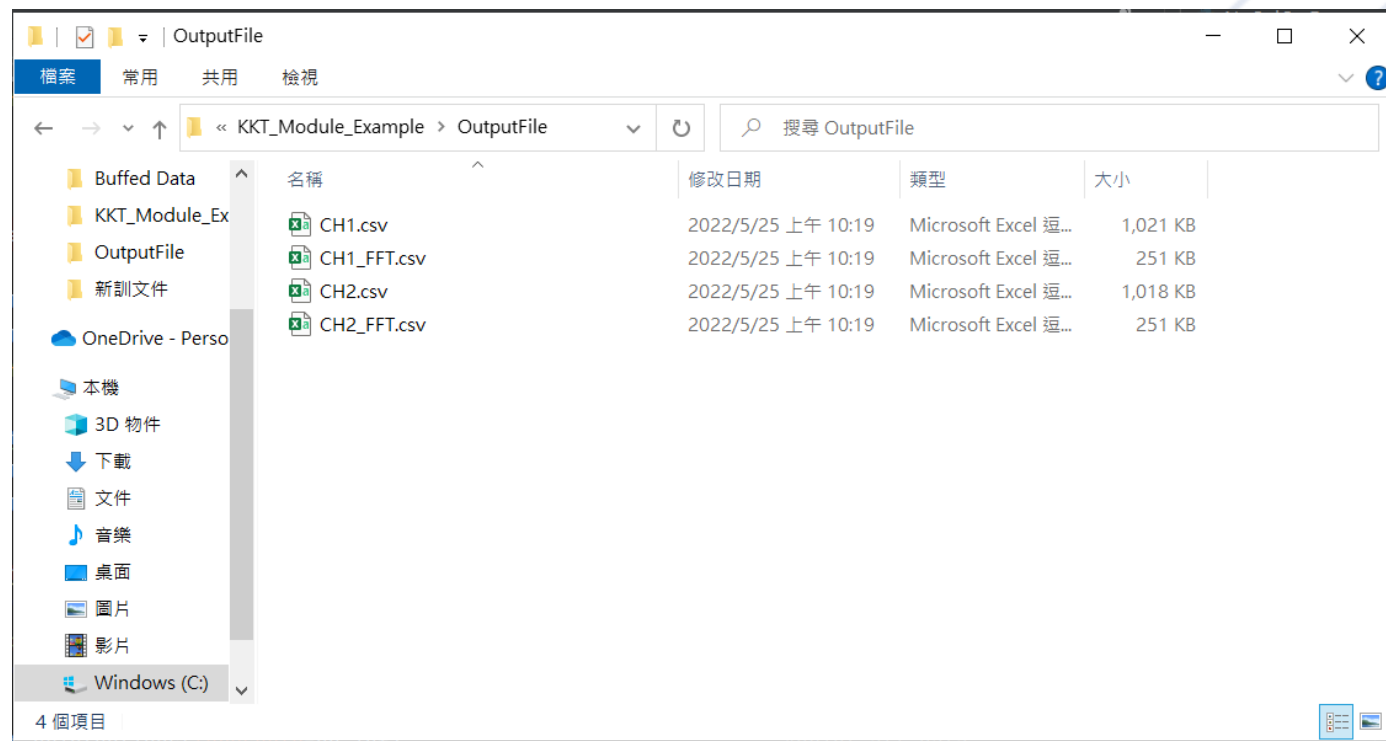 OutputFile
檔案 常用 共用 檢視
« KKT_Module_Example > OutputFile 搜尋 OutputFile
名稱 修改日期 類型 大小
Buffed Data
KKT_Module_Ex
OutputFile
新訓文件
OneDrive - Perso
本機
3D 物件
下載
文件
音樂
桌面
圖片
影片
Windows (C:)
CH1.csv 2022/5/25 上午 10:19 Microsoft Excel 逗... 1,021 KB
CH1_FFT.csv 2022/5/25 上午 10:19 Microsoft Excel 逗... 251 KB
CH2.csv 2022/5/25 上午 10:19 Microsoft Excel 逗... 1,018 KB
CH2_FFT.csv 2022/5/25 上午 10:19 Microsoft Excel 逗... 251 KB
4 個項目